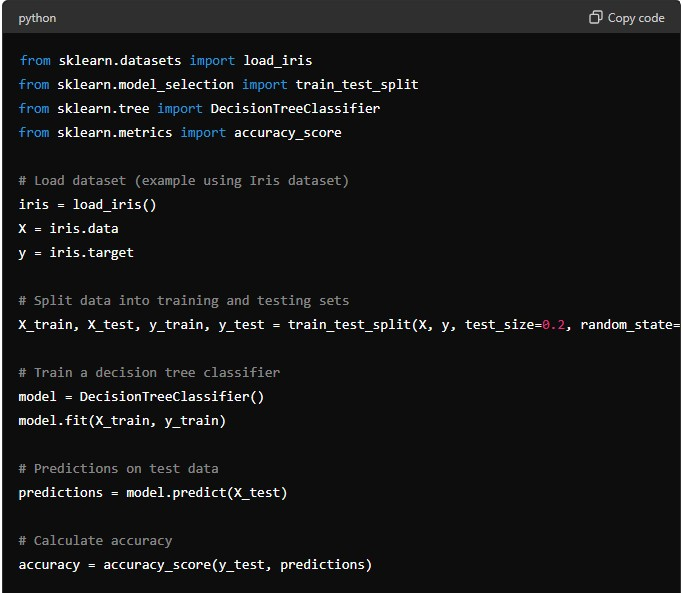 python
Copy code
from sklearn.datasets import load_iris
from sklearn.model_selection import train_test_split
from sklearn.tree import DecisionTreeClassifier
from sklearn.metrics import accuracy_score
# Load dataset (example using Iris dataset)
iris = load_iris()
X = iris.data
y = iris.target
# Split data into training and testing sets
X_train, X_test, y_train, y_test = train_test_split(X, y, test_size=0.2, random_state=
# Train a decision tree classifier
model = DecisionTreeClassifier()
model.fit(X_train, y_train)
# Predictions on test data
predictions = model.predict(X_test)
# Calculate accuracy
accuracy = accuracy_score(y_test, predictions)